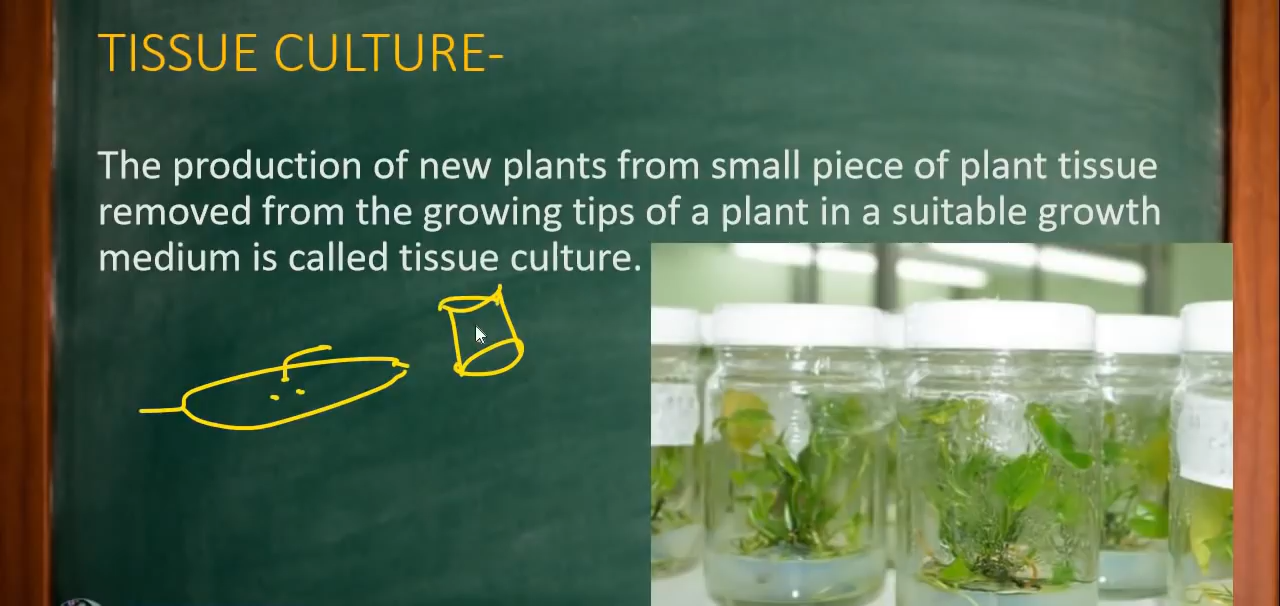 TISSUE CULTURE-
The production of new plants from small piece of plant tissue
removed from the growing tips of a plant in a suitable growth
medium is called tissue culture.